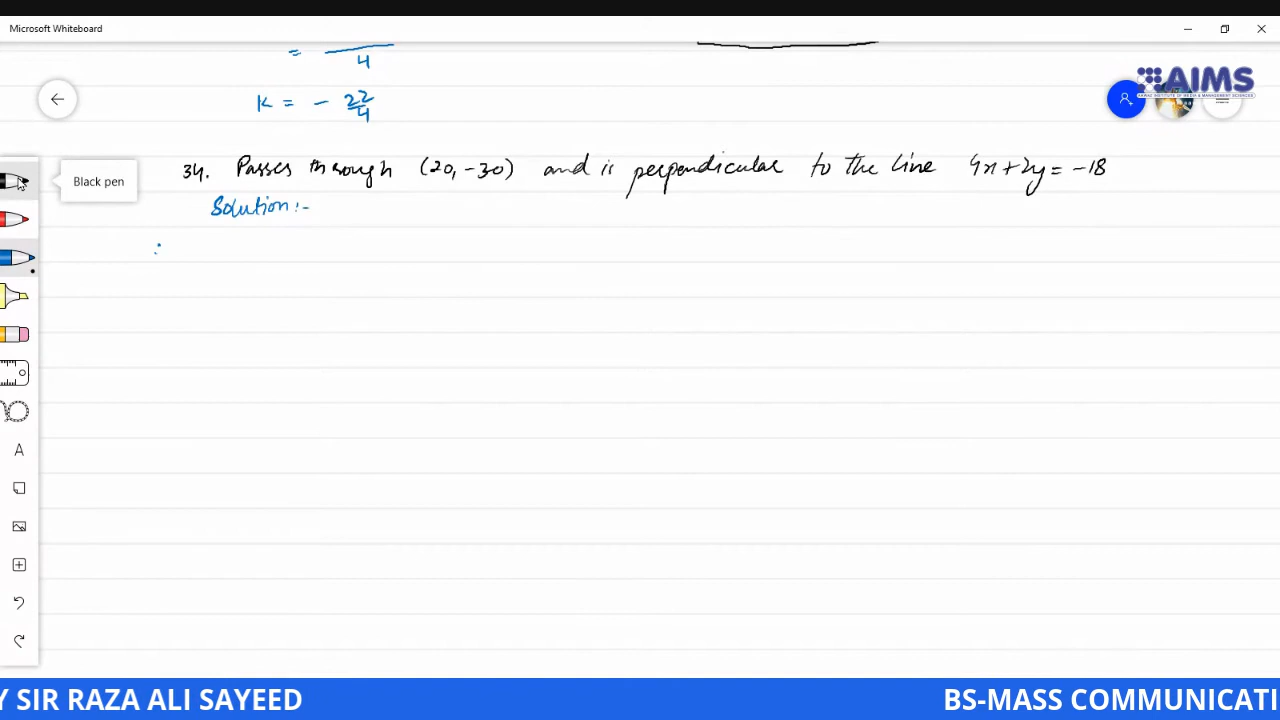 Microsoft Whiteboard
AIMS
= 4
K = - 22/4
Black pen
34. Passes through (20, -30) and is perpendicular to the line 4x + 2y = -18
Solution:-
A
Y SIR RAZA ALI SAYEED
BS-MASS COMMUNICATI